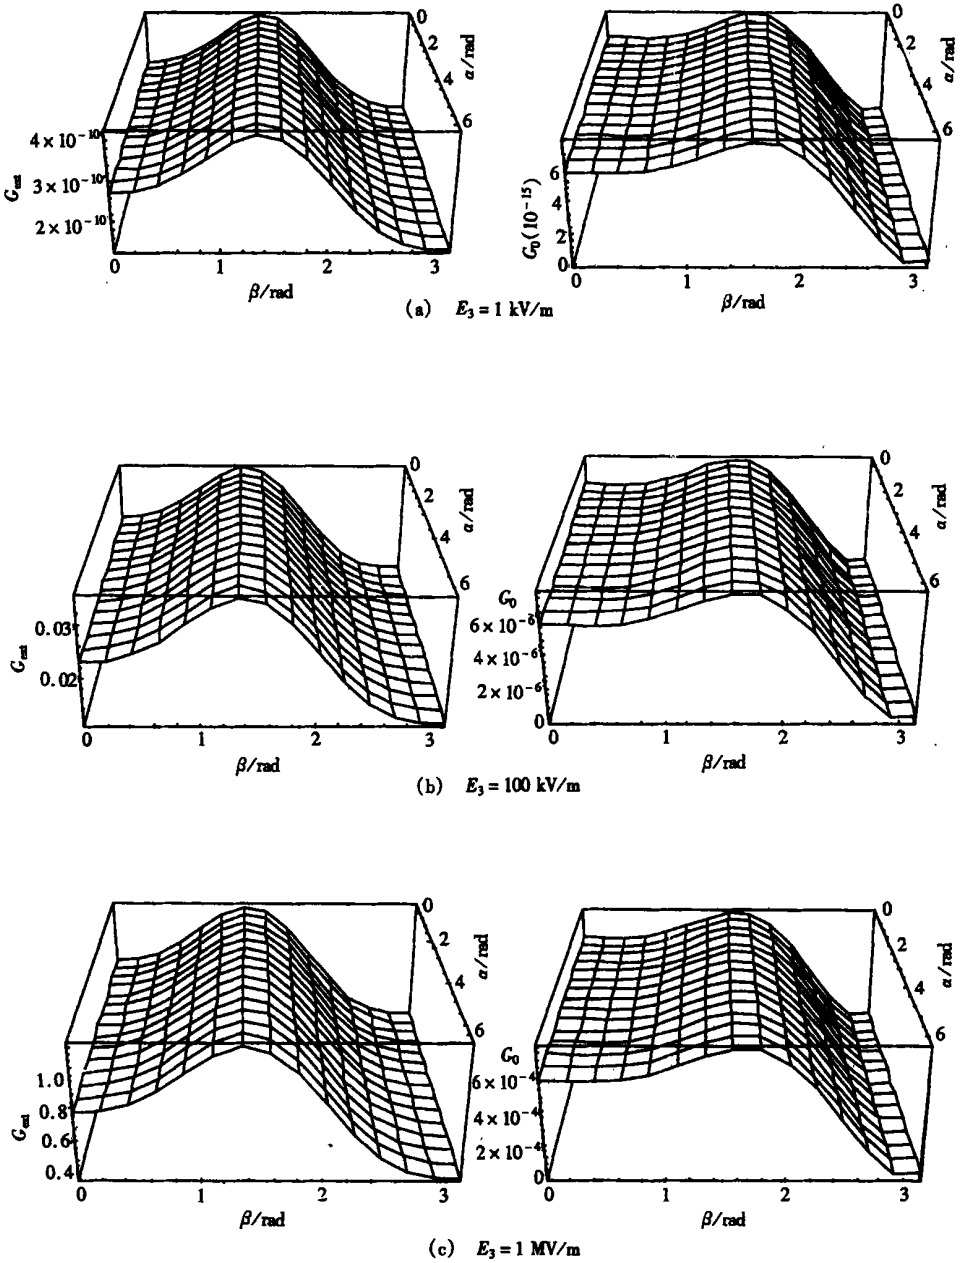 0
2
α/rad
4
6
4×10⁻¹⁰
3×10⁻¹⁰
2×10⁻¹⁰
G_ext
0 1 2 3
β/rad
0
2
α/rad
4
6
6
4
2
0
G₀(10⁻¹⁵)
0 1 2 3
β/rad
(a) E₃ = 1 kV/m
0
2
α/rad
4
6
0.03
0.02
G_ext
0 1 2 3
β/rad
0
2
α/rad
4
6
G₀
6×10⁻⁶
4×10⁻⁶
2×10⁻⁶
0
0 1 2 3
β/rad
(b) E₃ = 100 kV/m
0
2
α/rad
4
6
1.0
0.8
0.6
0.4
G_ext
0 1 2 3
β/rad
0
2
α/rad
4
6
G₀
6×10⁻⁴
4×10⁻⁴
2×10⁻⁴
0
0 1 2 3
β/rad
(c) E₃ = 1 MV/m